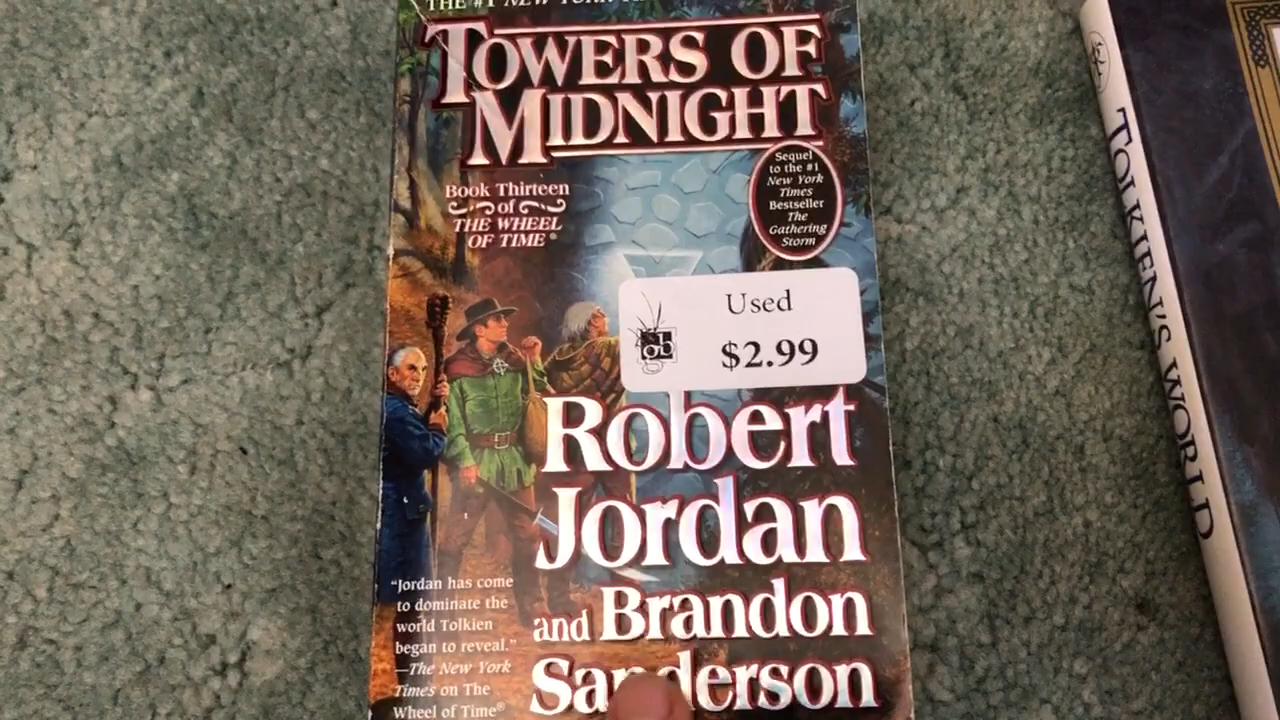 THE #1 NEW YORK
TOWERS OF
MIDNIGHT
Book Thirteen
of
THE WHEEL
OF TIME®
Sequel
to the #1
New York
Times
Bestseller
The
Gathering
Storm
Used
$2.99
gb
Robert
Jordan
and Brandon
Sanderson
"Jordan has come
to dominate the
world Tolkien
began to reveal."
—The New York
Times on The
Wheel of Time®
TOLKIEN'S WORLD